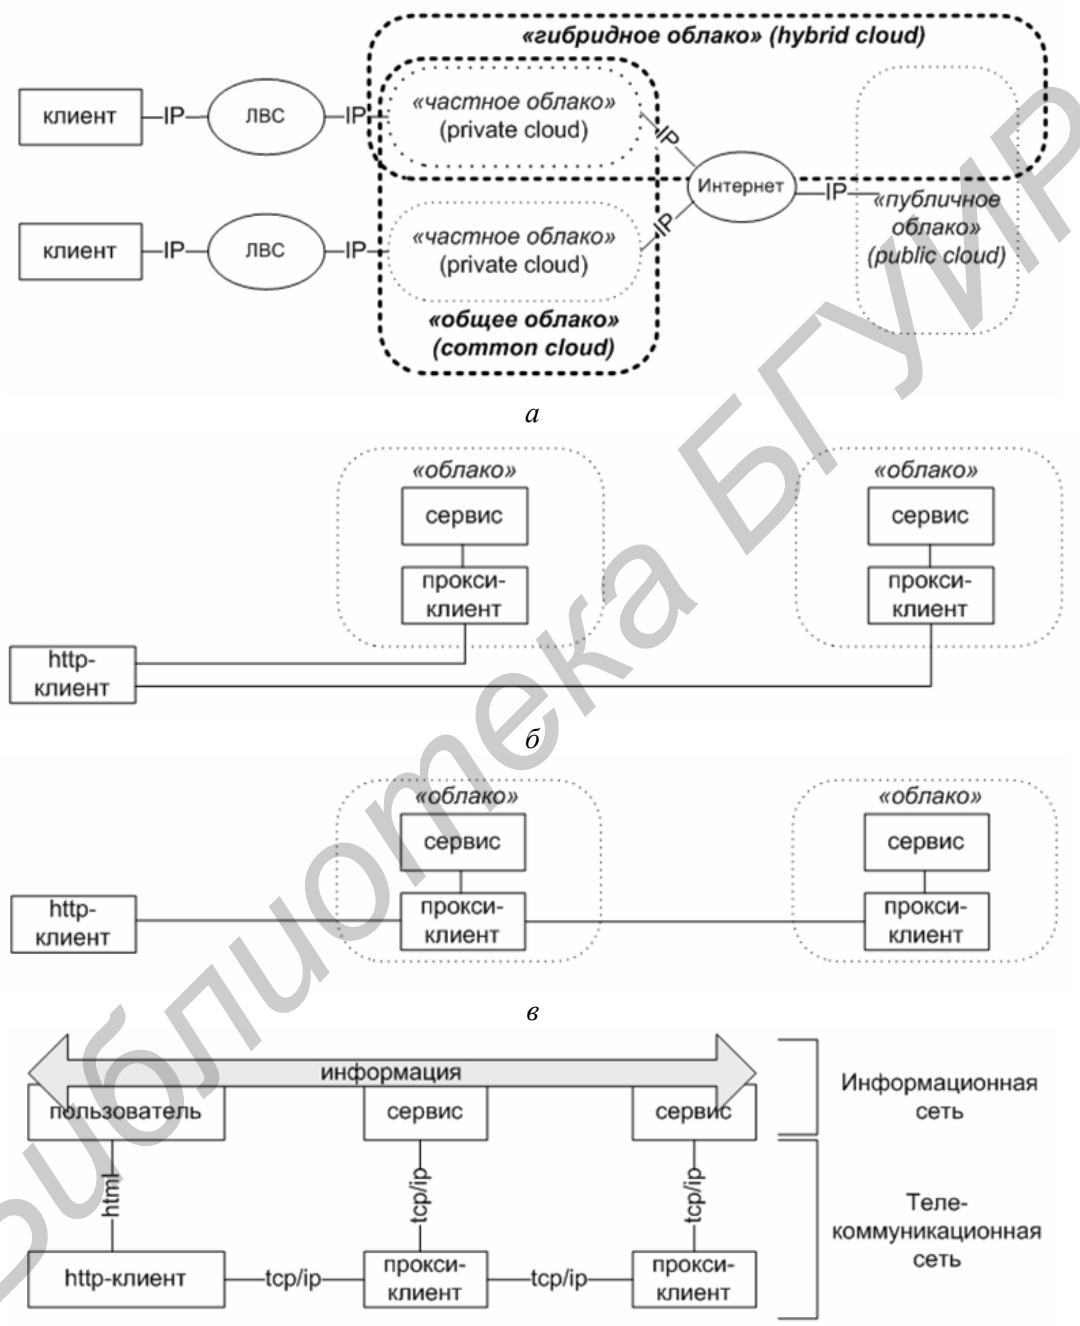 «гибридное облако» (hybrid cloud)
клиент
IP
ЛВС
IP
«частное облако»
(private cloud)
IP
Интернет
IP
«публичное
облако»
(public cloud)
клиент
IP
ЛВС
IP
«частное облако»
(private cloud)
IP
«общее облако»
(common cloud)
а
«облако»
сервис
прокси-
клиент
«облако»
сервис
прокси-
клиент
http-
клиент
б
«облако»
сервис
прокси-
клиент
«облако»
сервис
прокси-
клиент
http-
клиент
в
информация
пользователь
сервис
сервис
Информационная
сеть
html
tcp/ip
tcp/ip
Теле-
коммуникационная
сеть
http-клиент
tcp/ip
прокси-
клиент
tcp/ip
прокси-
клиент
Библиотека БГУИР